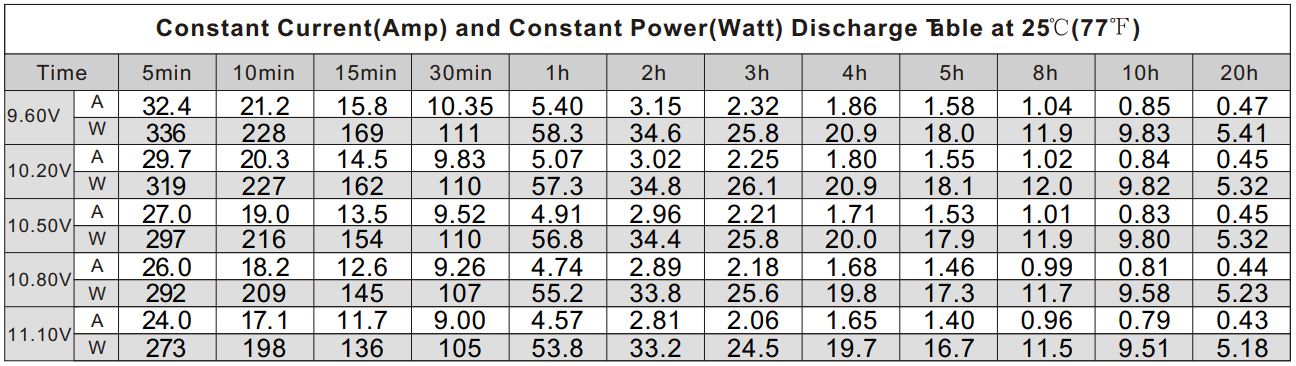 Constant Current(Amp) and Constant Power(Watt) Discharge Table at 25℃(77℉)
Time 5min 10min 15min 30min 1h 2h 3h 4h 5h 8h 10h 20h
9.60V A 32.4 21.2 15.8 10.35 5.40 3.15 2.32 1.86 1.58 1.04 0.85 0.47
W 336 228 169 111 58.3 34.6 25.8 20.9 18.0 11.9 9.83 5.41
10.20V A 29.7 20.3 14.5 9.83 5.07 3.02 2.25 1.80 1.55 1.02 0.84 0.45
W 319 227 162 110 57.3 34.8 26.1 20.9 18.1 12.0 9.82 5.32
10.50V A 27.0 19.0 13.5 9.52 4.91 2.96 2.21 1.71 1.53 1.01 0.83 0.45
W 297 216 154 110 56.8 34.4 25.8 20.0 17.9 11.9 9.80 5.32
10.80V A 26.0 18.2 12.6 9.26 4.74 2.89 2.18 1.68 1.46 0.99 0.81 0.44
W 292 209 145 107 55.2 33.8 25.6 19.8 17.3 11.7 9.58 5.23
11.10V A 24.0 17.1 11.7 9.00 4.57 2.81 2.06 1.65 1.40 0.96 0.79 0.43
W 273 198 136 105 53.8 33.2 24.5 19.7 16.7 11.5 9.51 5.18